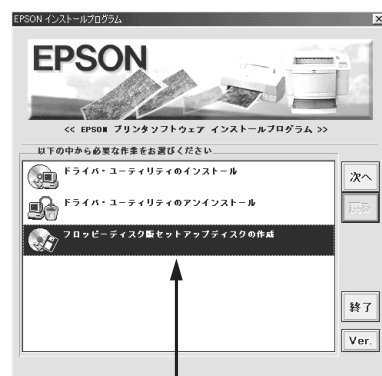 EPSON インストールプログラム
EPSON
<< EPSON プリンタソフトウェア インストールプログラム >>
以下の中から必要な作業をお選びください
ドライバ・ユーティリティのインストール
ドライバ・ユーティリティのアンインストール
フロッピーディスク版セットアップディスクの作成
次へ
戻る
終了
Ver.